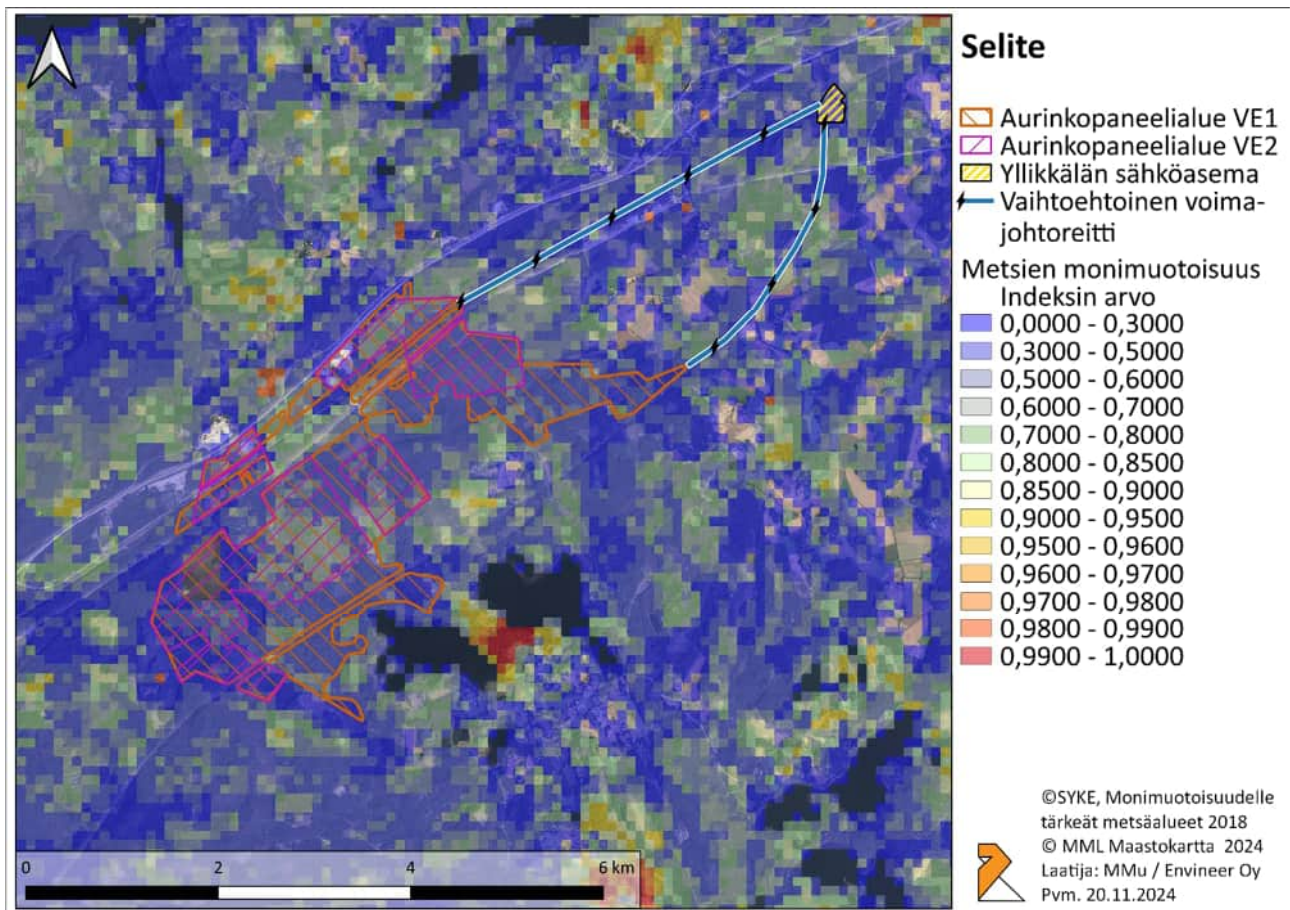 Selite
Aurinkopaneelialue VE1
Aurinkopaneelialue VE2
Yllikkälän sähköasema
Vaihtoehtoinen voima-
johtoreitti
Metsien monimuotoisuus
Indeksin arvo
0,0000 - 0,3000
0,3000 - 0,5000
0,5000 - 0,6000
0,6000 - 0,7000
0,7000 - 0,8000
0,8000 - 0,8500
0,8500 - 0,9000
0,9000 - 0,9500
0,9500 - 0,9600
0,9600 - 0,9700
0,9700 - 0,9800
0,9800 - 0,9900
0,9900 - 1,0000
0 2 4 6 km
©SYKE, Monimuotoisuudelle
tärkeät metsäalueet 2018
© MML Maastokartta 2024
Laatija: MMu / Envineer Oy
Pvm. 20.11.2024